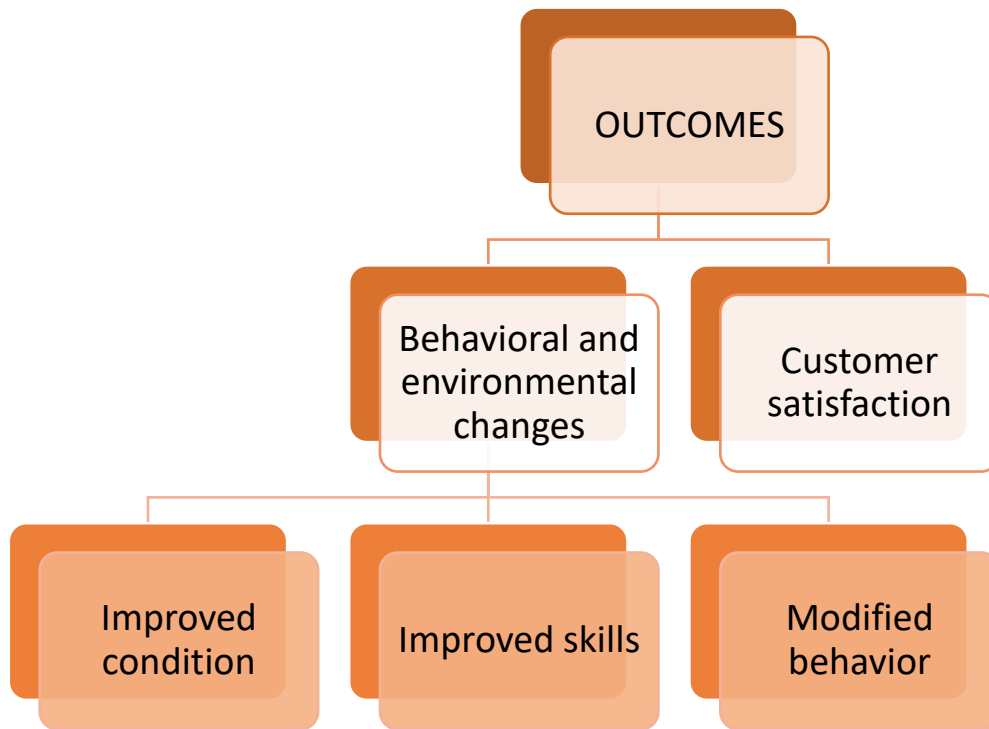 OUTCOMES
Behavioral and
environmental
changes
Customer
satisfaction
Improved
condition
Improved skills
Modified
behavior